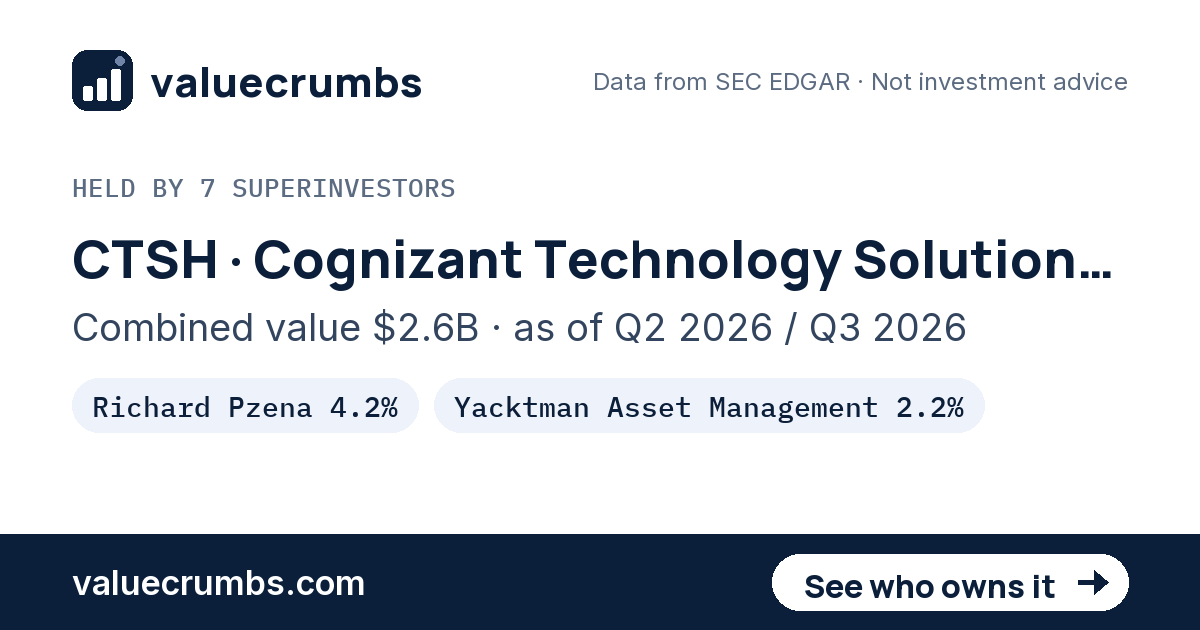 valuecrumbs
Data from SEC EDGAR · Not investment advice
HELD BY 7 SUPERINVESTORS
CTSH · Cognizant Technology Solution…
Combined value $2.6B · as of Q2 2026 / Q3 2026
Richard Pzena 4.2%
Yacktman Asset Management 2.2%
valuecrumbs.com
See who owns it →